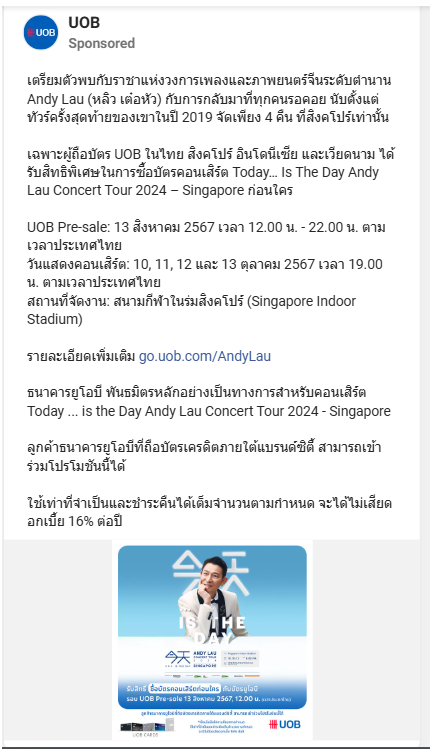 UOB
UOB
Sponsored
เตรียมตัวพบกับราชาแห่งวงการเพลงและภาพยนตร์จีนระดับตำนาน
Andy Lau (หลิว เต๋อหัว) กับการกลับมาที่ทุกคนรอคอย นับตั้งแต่
ทัวร์ครั้งสุดท้ายของเขาในปี 2019 จัดเพียง 4 คืน ที่สิงคโปร์เท่านั้น
เฉพาะผู้ถือบัตร UOB ในไทย สิงคโปร์ อินโดนีเซีย และเวียดนาม ได้
รับสิทธิพิเศษในการซื้อบัตรคอนเสิร์ต Today… Is The Day Andy
Lau Concert Tour 2024 – Singapore ก่อนใคร
UOB Pre-sale: 13 สิงหาคม 2567 เวลา 12.00 น. - 22.00 น. ตาม
เวลาประเทศไทย
วันแสดงคอนเสิร์ต: 10, 11, 12 และ 13 ตุลาคม 2567 เวลา 19.00
น. ตามเวลาประเทศไทย
สถานที่จัดงาน: สนามกีฬาในร่มสิงคโปร์ (Singapore Indoor
Stadium)
รายละเอียดเพิ่มเติม go.uob.com/AndyLau
ธนาคารยูโอบี พันธมิตรหลักอย่างเป็นทางการสำหรับคอนเสิร์ต
Today ... is the Day Andy Lau Concert Tour 2024 - Singapore
ลูกค้าธนาคารยูโอบีที่ถือบัตรเครดิตภายใต้แบรนด์ซิตี้ สามารถเข้า
ร่วมโปรโมชันนี้ได้
ใช้เท่าที่จำเป็นและชำระคืนได้เต็มจำนวนตามกำหนด จะได้ไม่เสียด
อกเบี้ย 16% ต่อปี
今天
IS THE
DAY
今天
ANDY LAU
CONCERT TOUR
SINGAPORE
รับสิทธิ์ ซื้อบัตรคอนเสิร์ตก่อนใคร กับบัตรยูโอบี
รอบ UOB Pre-sale 13 สิงหาคม 2567, 12.00 น.
UOB CARDS
UOB